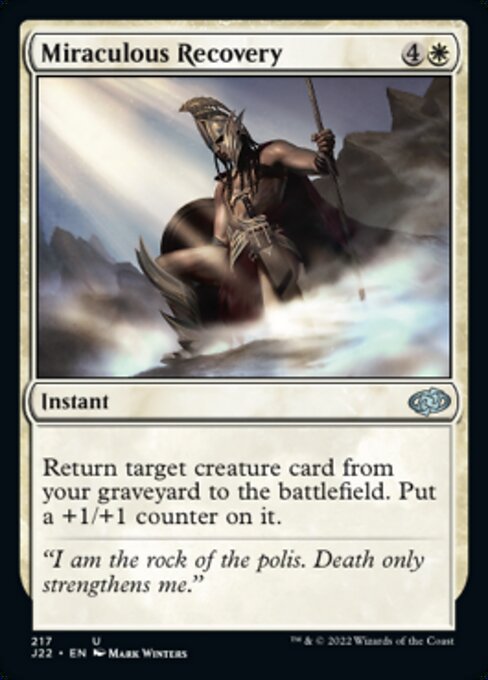 Miraculous Recovery 4
Instant
Return target creature card from
your graveyard to the battlefield. Put
a +1/+1 counter on it.
“I am the rock of the polis. Death only
strengthens me.”
217 U
J22 • EN Mark Winters
™ & © 2022 Wizards of the Coast